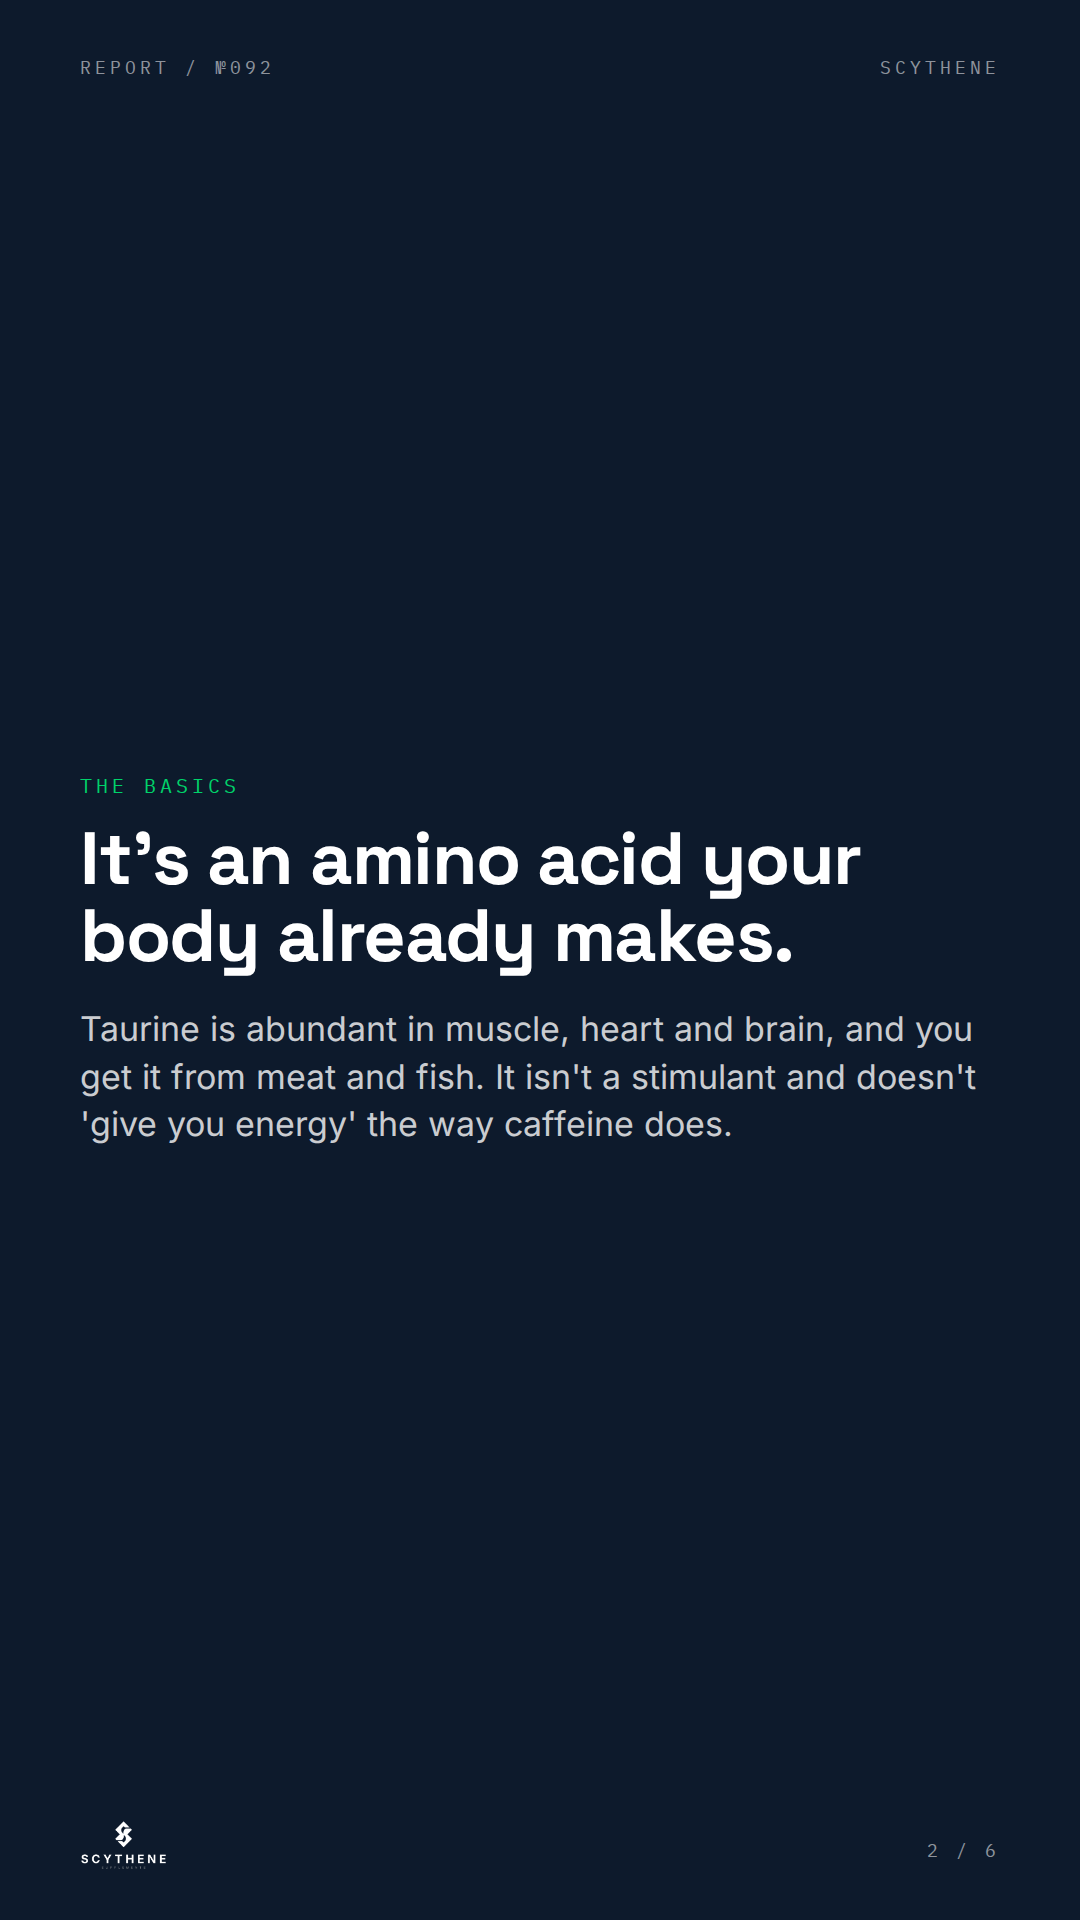 REPORT / №092
SCYTHENE
THE BASICS
It’s an amino acid your
body already makes.
Taurine is abundant in muscle, heart and brain, and you
get it from meat and fish. It isn't a stimulant and doesn't
'give you energy' the way caffeine does.
SCYTHENE
2 / 6